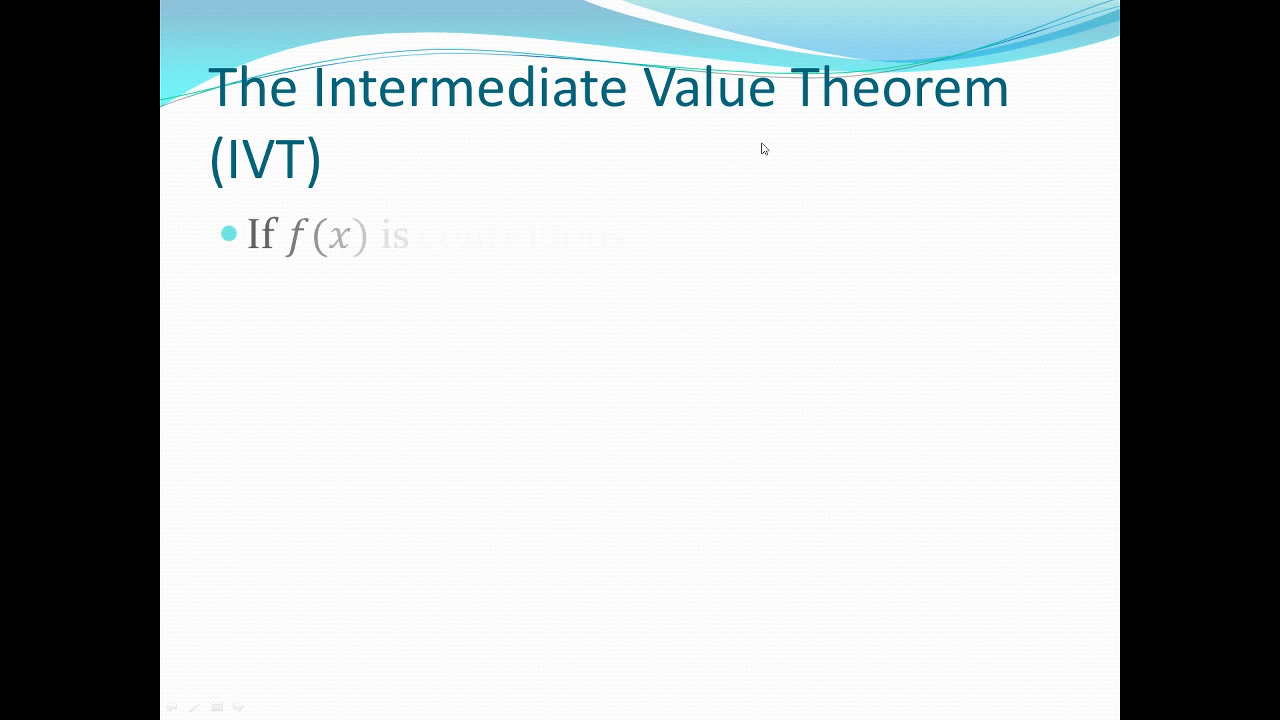 The Intermediate Value Theorem
(IVT)
If f(x) is